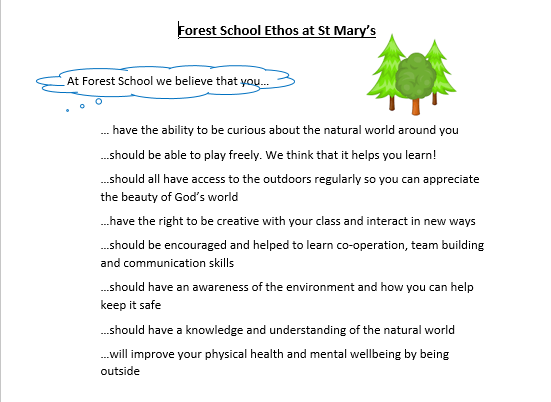 Forest School Ethos at St Mary’s
At Forest School we believe that you...
... have the ability to be curious about the natural world around you
...should be able to play freely. We think that it helps you learn!
...should all have access to the outdoors regularly so you can appreciate
the beauty of God’s world
...have the right to be creative with your class and interact in new ways
...should be encouraged and helped to learn co-operation, team building
and communication skills
...should have an awareness of the environment and how you can help
keep it safe
...should have a knowledge and understanding of the natural world
...will improve your physical health and mental wellbeing by being
outside